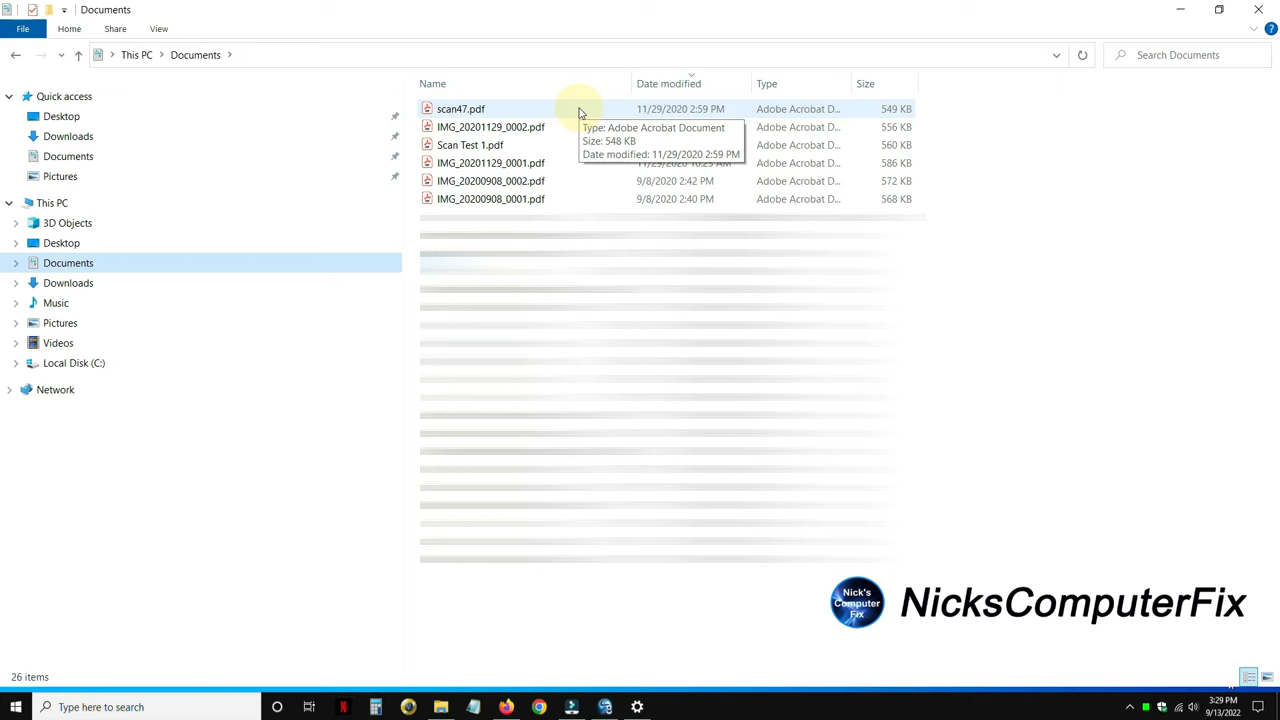 Documents
File Home Share View
This PC Documents Search Documents
Name Date modified Type Size
Quick access
Desktop
Downloads
Documents
Pictures
This PC
3D Objects
Desktop
Documents
Downloads
Music
Pictures
Videos
Local Disk (C:)
Network
scan47.pdf 11/29/2020 2:59 PM Adobe Acrobat D... 549 KB
IMG_20201129_0002.pdf Adobe Acrobat D... 556 KB
Scan Test 1.pdf Adobe Acrobat D... 560 KB
IMG_20201129_0001.pdf Adobe Acrobat D... 586 KB
IMG_20200908_0002.pdf 9/8/2020 2:42 PM Adobe Acrobat D... 572 KB
IMG_20200908_0001.pdf 9/8/2020 2:40 PM Adobe Acrobat D... 568 KB
Type: Adobe Acrobat Document
Size: 548 KB
Date modified: 11/29/2020 2:59 PM
Nick's
Computer
Fix
NicksComputerFix
26 items
Type here to search
3:29 PM
9/13/2022